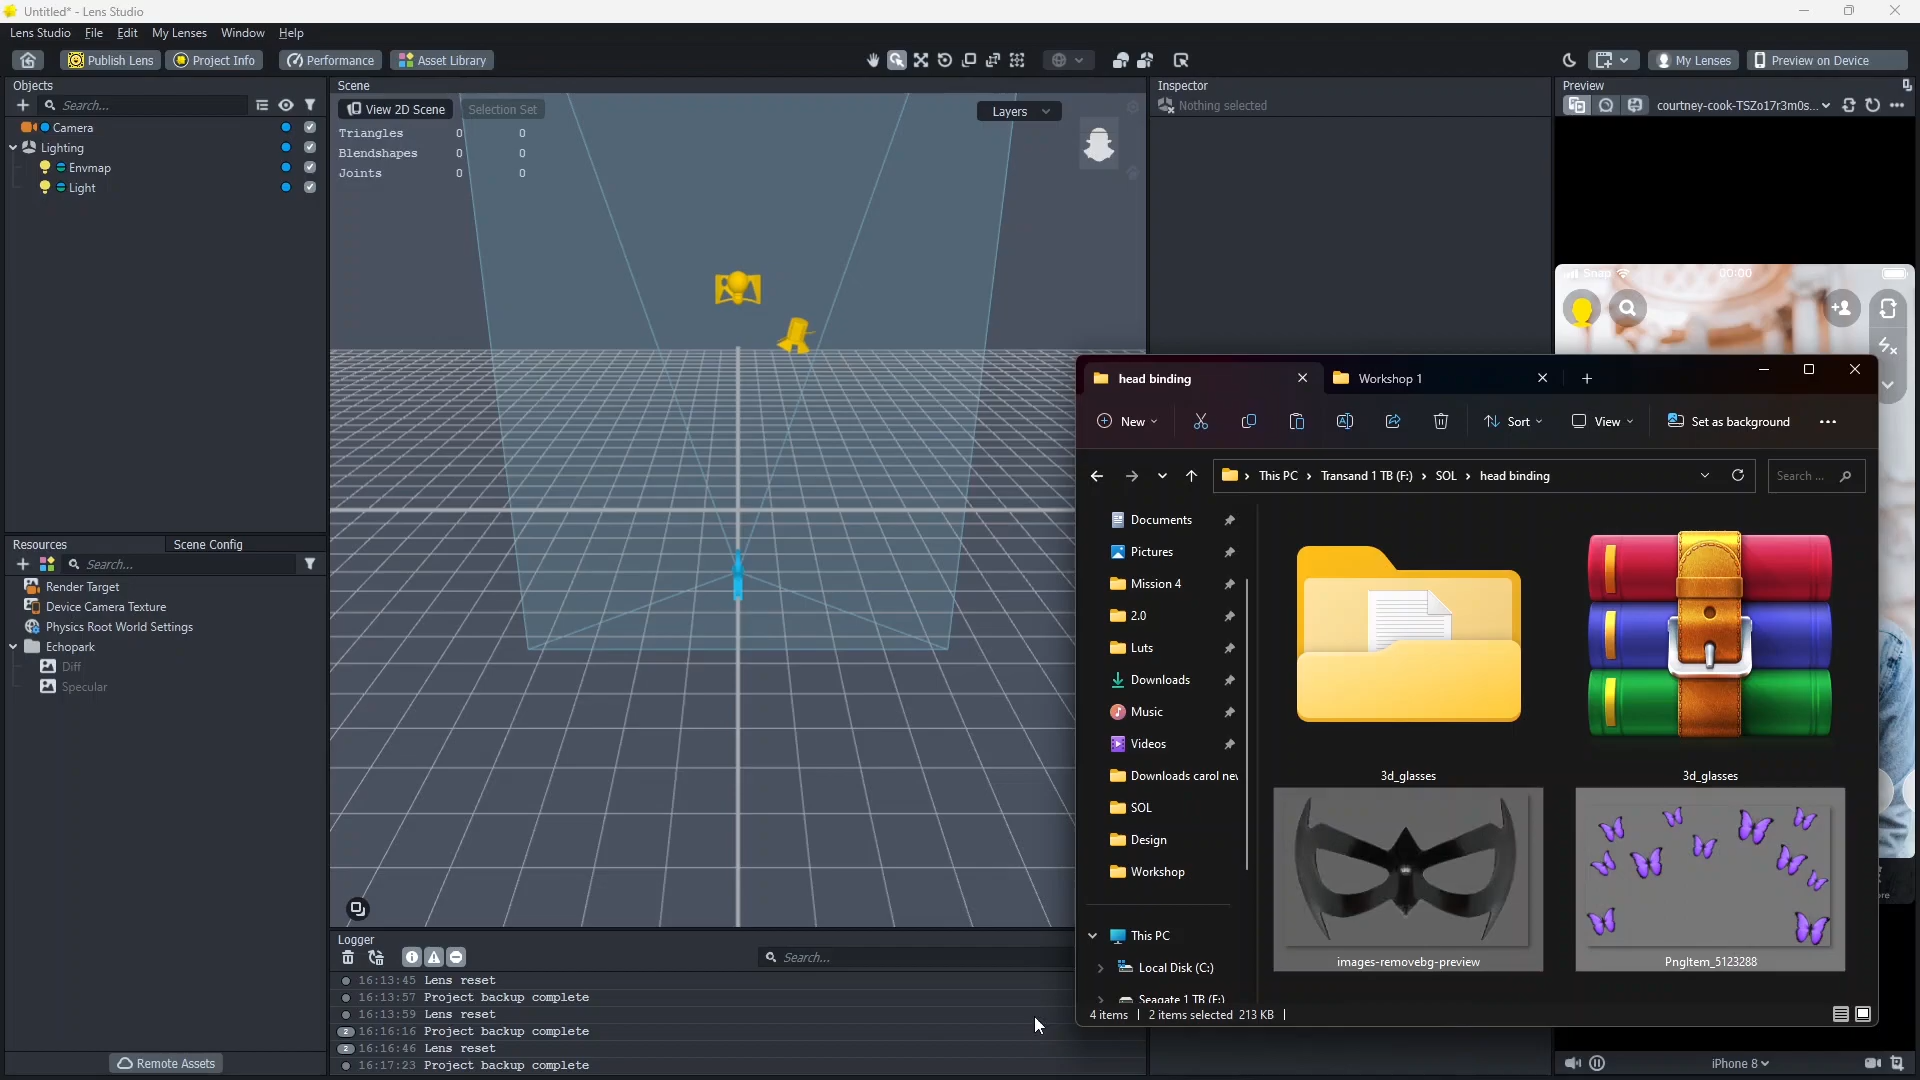 Untitled* - Lens Studio
Lens Studio File Edit My Lenses Window Help
Publish Lens Project Info Performance Asset Library My Lenses Preview on Device
Objects
Search...
Camera
Lighting
Envmap
Light
Scene
View 2D Scene Selection Set Layers
Triangles 0 0
Blendshapes 0 0
Joints 0 0
Inspector
Nothing selected
Preview
courtney-cook-TSZo17r3m0s...
Snap 00:00
Resources Scene Config
Search...
Render Target
Device Camera Texture
Physics Root World Settings
Echopark
Diff
Specular
Remote Assets
Logger
Search...
16:13:45 Lens reset
16:13:57 Project backup complete
16:13:59 Lens reset
2 16:16:16 Project backup complete
2 16:16:46 Lens reset
16:17:23 Project backup complete
head binding Workshop 1
New Sort View Set as background
This PC > Transand 1 TB (F:) > SOL > head binding
Search ...
Documents
Pictures
Mission 4
2.0
Luts
Downloads
Music
Videos
Downloads carol
SOL
Design
Workshop
This PC
Local Disk (C:)
Seagate 1 TB (E:)
3d_glasses
3d_glasses
images-removebg-preview
PngItem_5123288
4 items 2 items selected 213 KB
iPhone 8